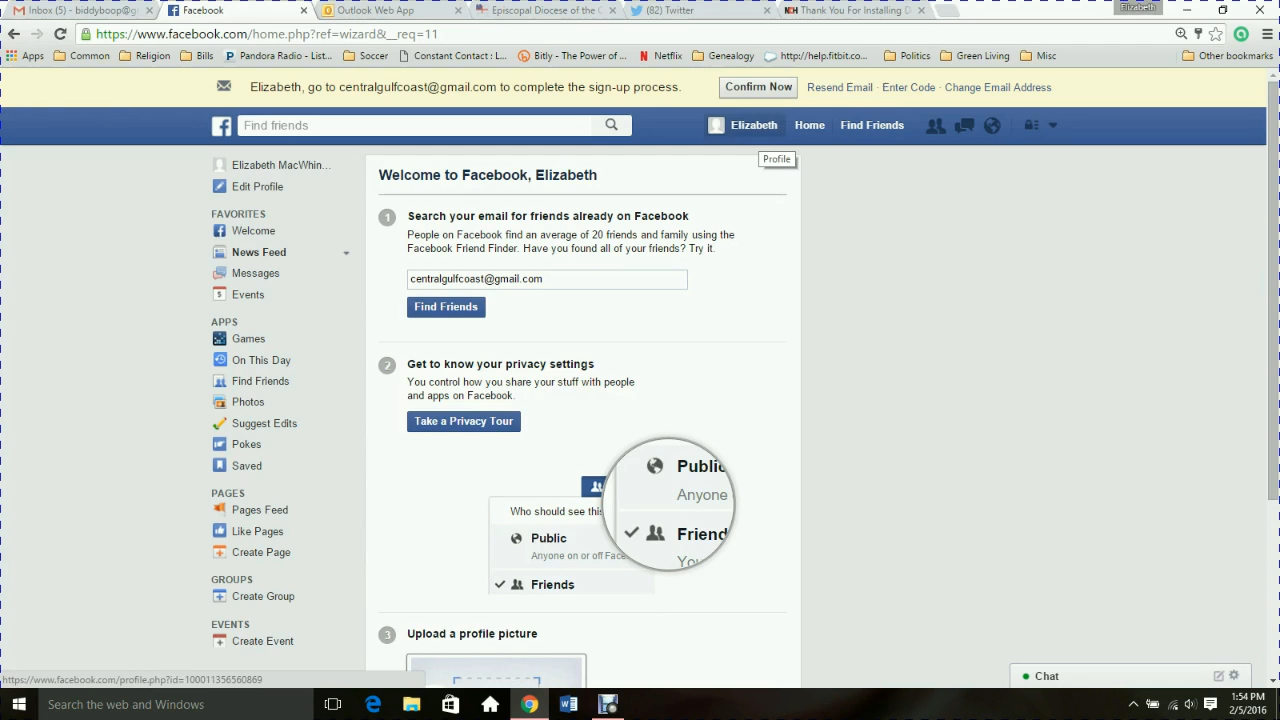 Inbox (5) - biddyboop@g
Facebook
Outlook Web App
Episcopal Diocese of the C
(82) Twitter
NCH Thank You For Installing D
Elizabeth
https://www.facebook.com/home.php?ref=wizard&__req=11
Apps
Common
Religion
Bills
Pandora Radio - List...
Soccer
Constant Contact : L...
Bitly - The Power of ...
Netflix
Genealogy
http://help.fitbit.co...
Politics
Green Living
Misc
Other bookmarks
Elizabeth, go to centralgulfcoast@gmail.com to complete the sign-up process.
Confirm Now
Resend Email · Enter Code · Change Email Address
Find friends
Elizabeth
Home
Find Friends
Profile
Elizabeth MacWhin...
Edit Profile
FAVORITES
Welcome
News Feed
Messages
Events
APPS
Games
On This Day
Find Friends
Photos
Suggest Edits
Pokes
Saved
PAGES
Pages Feed
Like Pages
Create Page
GROUPS
Create Group
EVENTS
Create Event
Welcome to Facebook, Elizabeth
1
Search your email for friends already on Facebook
People on Facebook find an average of 20 friends and family using the
Facebook Friend Finder. Have you found all of your friends? Try it.
centralgulfcoast@gmail.com
Find Friends
2
Get to know your privacy settings
You control how you share your stuff with people
and apps on Facebook.
Take a Privacy Tour
Who should see this
Public
Anyone on or off Face
Friends
Public
Anyone
Friend
You
3
Upload a profile picture
https://www.facebook.com/profile.php?id=100011356560869
Chat
Search the web and Windows
1:54 PM
2/5/2016